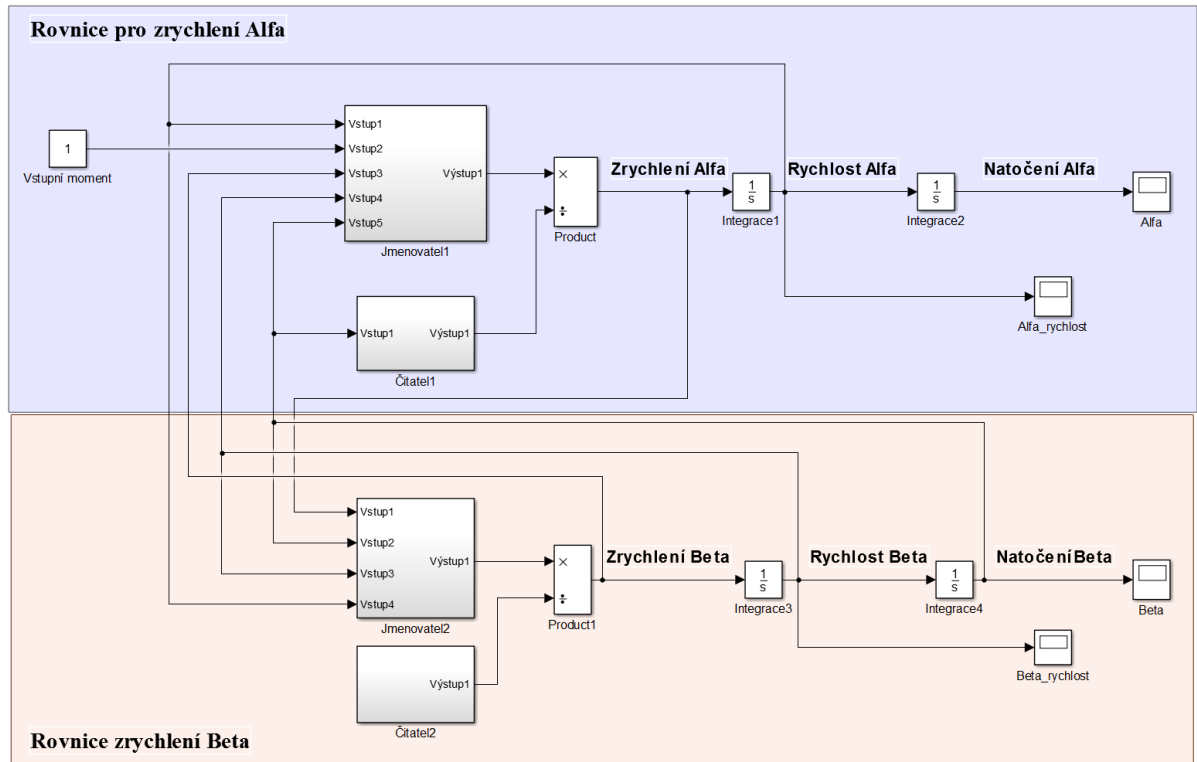 Rovnice pro zrychlení Alfa
1
Vstupní moment
Vstup1
Vstup2
Vstup3
Vstup4
Vstup5
Výstup1
Jmenovatel1
×
÷
Product
Zrychlení Alfa
1
s
Integrace1
Rychlost Alfa
1
s
Integrace2
Natočení Alfa
Alfa
Alfa_rychlost
Vstup1
Výstup1
Čitatel1
Vstup1
Vstup2
Vstup3
Vstup4
Výstup1
Jmenovatel2
×
÷
Product1
Zrychlení Beta
1
s
Integrace3
Rychlost Beta
1
s
Integrace4
Natočení Beta
Beta
Beta_rychlost
Výstup1
Čitatel2
Rovnice zrychlení Beta